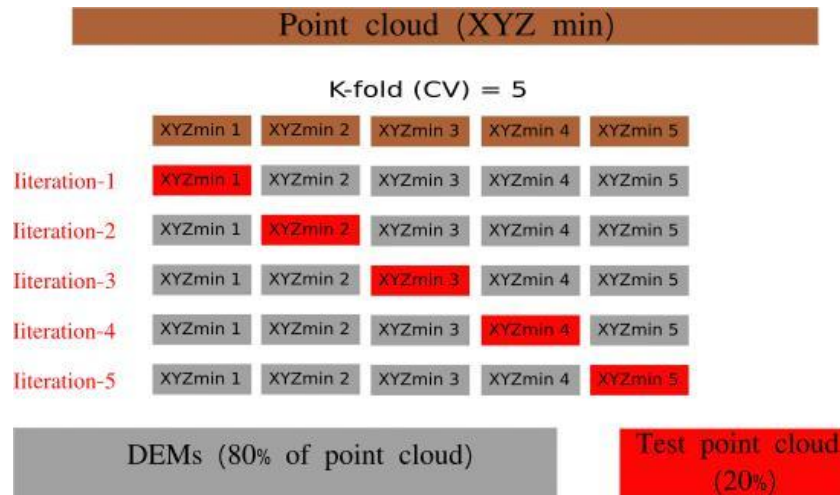 Point cloud (XYZ min)
K-fold (CV) = 5
XYZmin 1 XYZmin 2 XYZmin 3 XYZmin 4 XYZmin 5
Iiteration-1 XYZmin 1 XYZmin 2 XYZmin 3 XYZmin 4 XYZmin 5
Iiteration-2 XYZmin 1 XYZmin 2 XYZmin 3 XYZmin 4 XYZmin 5
Iiteration-3 XYZmin 1 XYZmin 2 XYZmin 3 XYZmin 4 XYZmin 5
Iiteration-4 XYZmin 1 XYZmin 2 XYZmin 3 XYZmin 4 XYZmin 5
Iiteration-5 XYZmin 1 XYZmin 2 XYZmin 3 XYZmin 4 XYZmin 5
DEMs (80% of point cloud)
Test point cloud
(20%)